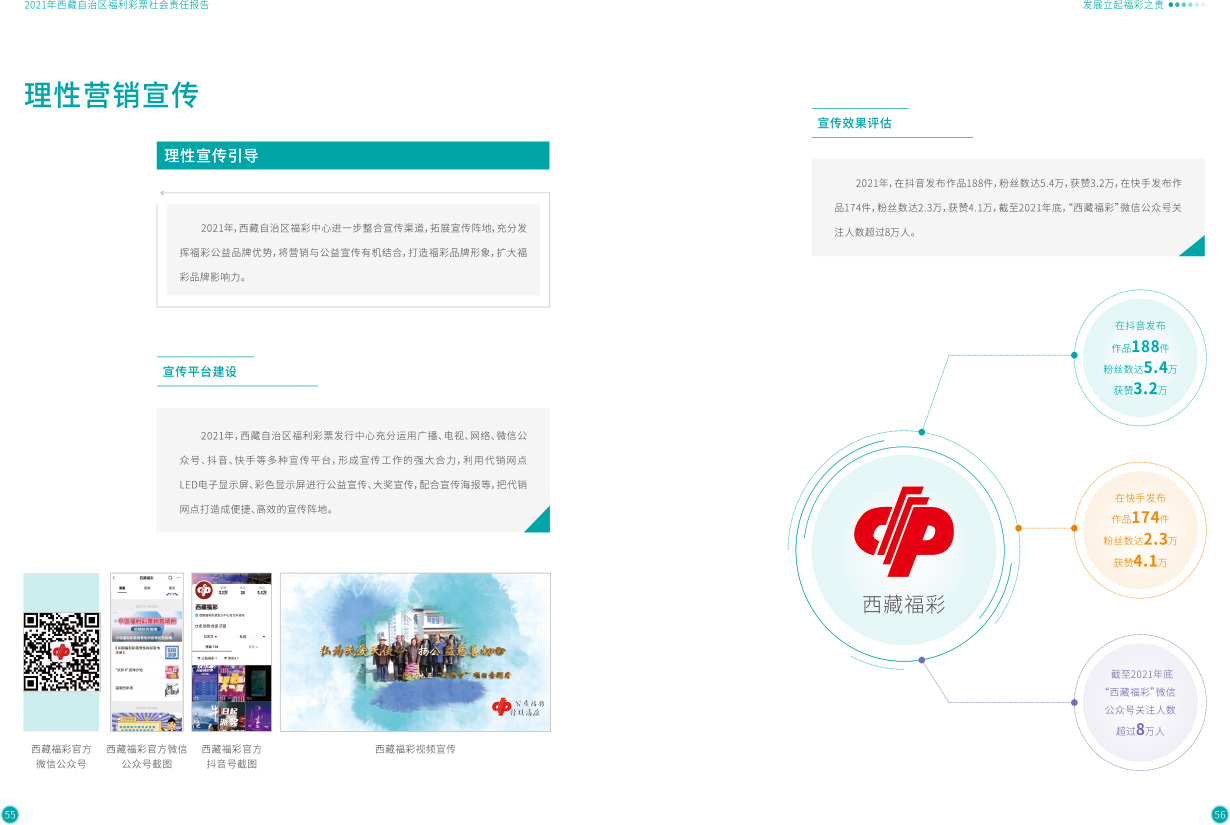 2021年西藏自治区福利彩票社会责任报告
理性营销宣传
理性宣传引导
2021年，西藏自治区福彩中心进一步整合宣传渠道，拓展宣传阵地，充分发
挥福彩公益品牌优势，将营销与公益宣传有机结合，打造福彩品牌形象，扩大福
彩品牌影响力。
宣传平台建设
2021年，西藏自治区福利彩票发行中心充分运用广播、电视、网络、微信公
众号、抖音、快手等多种宣传平台，形成宣传工作的强大合力，利用代销网点
LED电子显示屏、彩色显示屏进行公益宣传、大奖宣传，配合宣传海报等，把代销
网点打造成便捷、高效的宣传阵地。
西藏福彩
西藏福彩
西藏福彩官方
微信公众号
西藏福彩官方微信
公众号截图
西藏福彩官方
抖音号截图
西藏福彩视频宣传
55
发展立起福彩之责
宣传效果评估
2021年，在抖音发布作品188件，粉丝数达5.4万，获赞3.2万，在快手发布作
品174件，粉丝数达2.3万，获赞4.1万，截至2021年底，“西藏福彩”微信公众号关
注人数超过8万人。
在抖音发布
作品188件
粉丝数达5.4万
获赞3.2万
在快手发布
作品174件
粉丝数达2.3万
获赞4.1万
西藏福彩
截至2021年底
“西藏福彩”微信
公众号关注人数
超过8万人
56